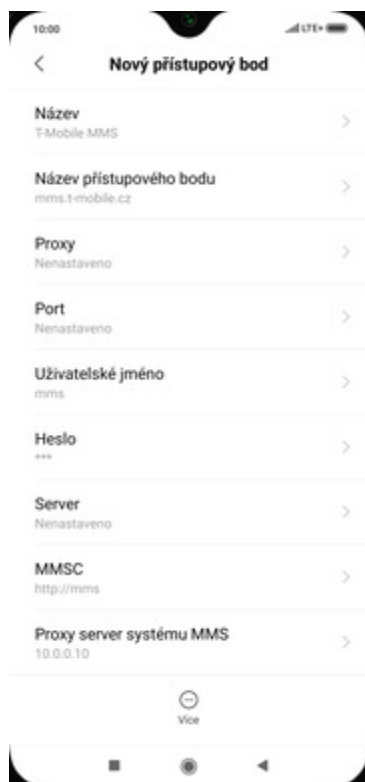 10:00
LTE+
Nový přístupový bod
Název
T-Mobile MMS
Název přístupového bodu
mms.t-mobile.cz
Proxy
Nenastaveno
Port
Nenastaveno
Uživatelské jméno
mms
Heslo
***
Server
Nenastaveno
MMSC
http://mms
Proxy server systému MMS
10.0.0.10
Více